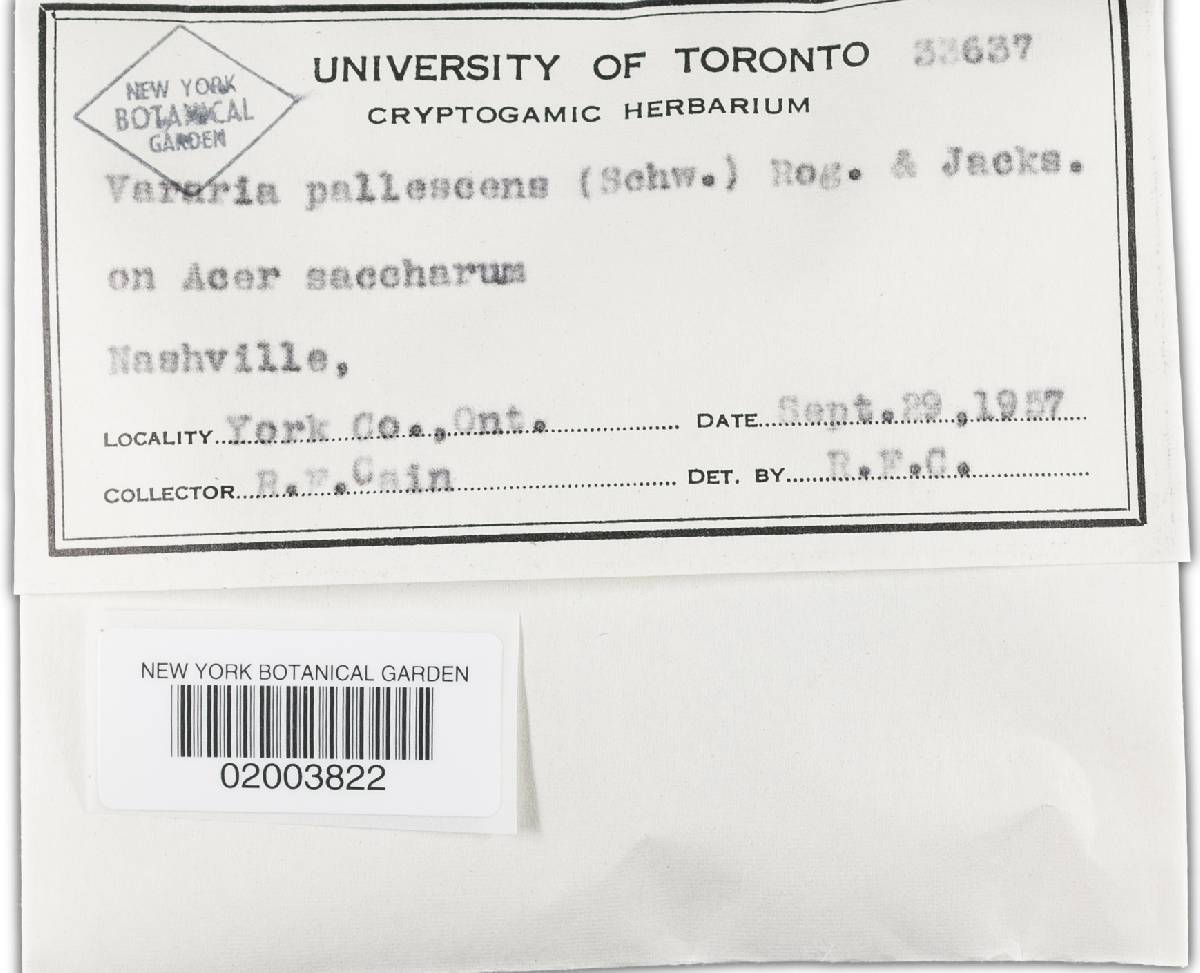 NEW YORK
BOTANICAL
GARDEN
UNIVERSITY OF TORONTO 33637
CRYPTOGAMIC HERBARIUM
Vararia pallescens (Schw.) Rog. & Jacks.
on Acer saccharum
Nashville,
LOCALITY York Co.,Ont. DATE Sept.29,1957
COLLECTOR R.F.Cain DET. BY R.F.C.
NEW YORK BOTANICAL GARDEN
02003822